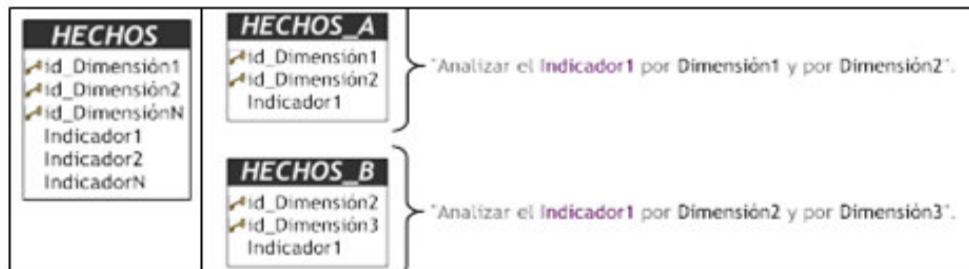 HECHOS
id_Dimensión1
id_Dimensión2
id_DimensiónN
Indicador1
Indicador2
IndicadorN
HECHOS_A
id_Dimensión1
id_Dimensión2
Indicador1
"Analizar el Indicador1 por Dimensión1 y por Dimensión2".
HECHOS_B
id_Dimensión2
id_Dimensión3
Indicador1
"Analizar el Indicador1 por Dimensión2 y por Dimensión3".